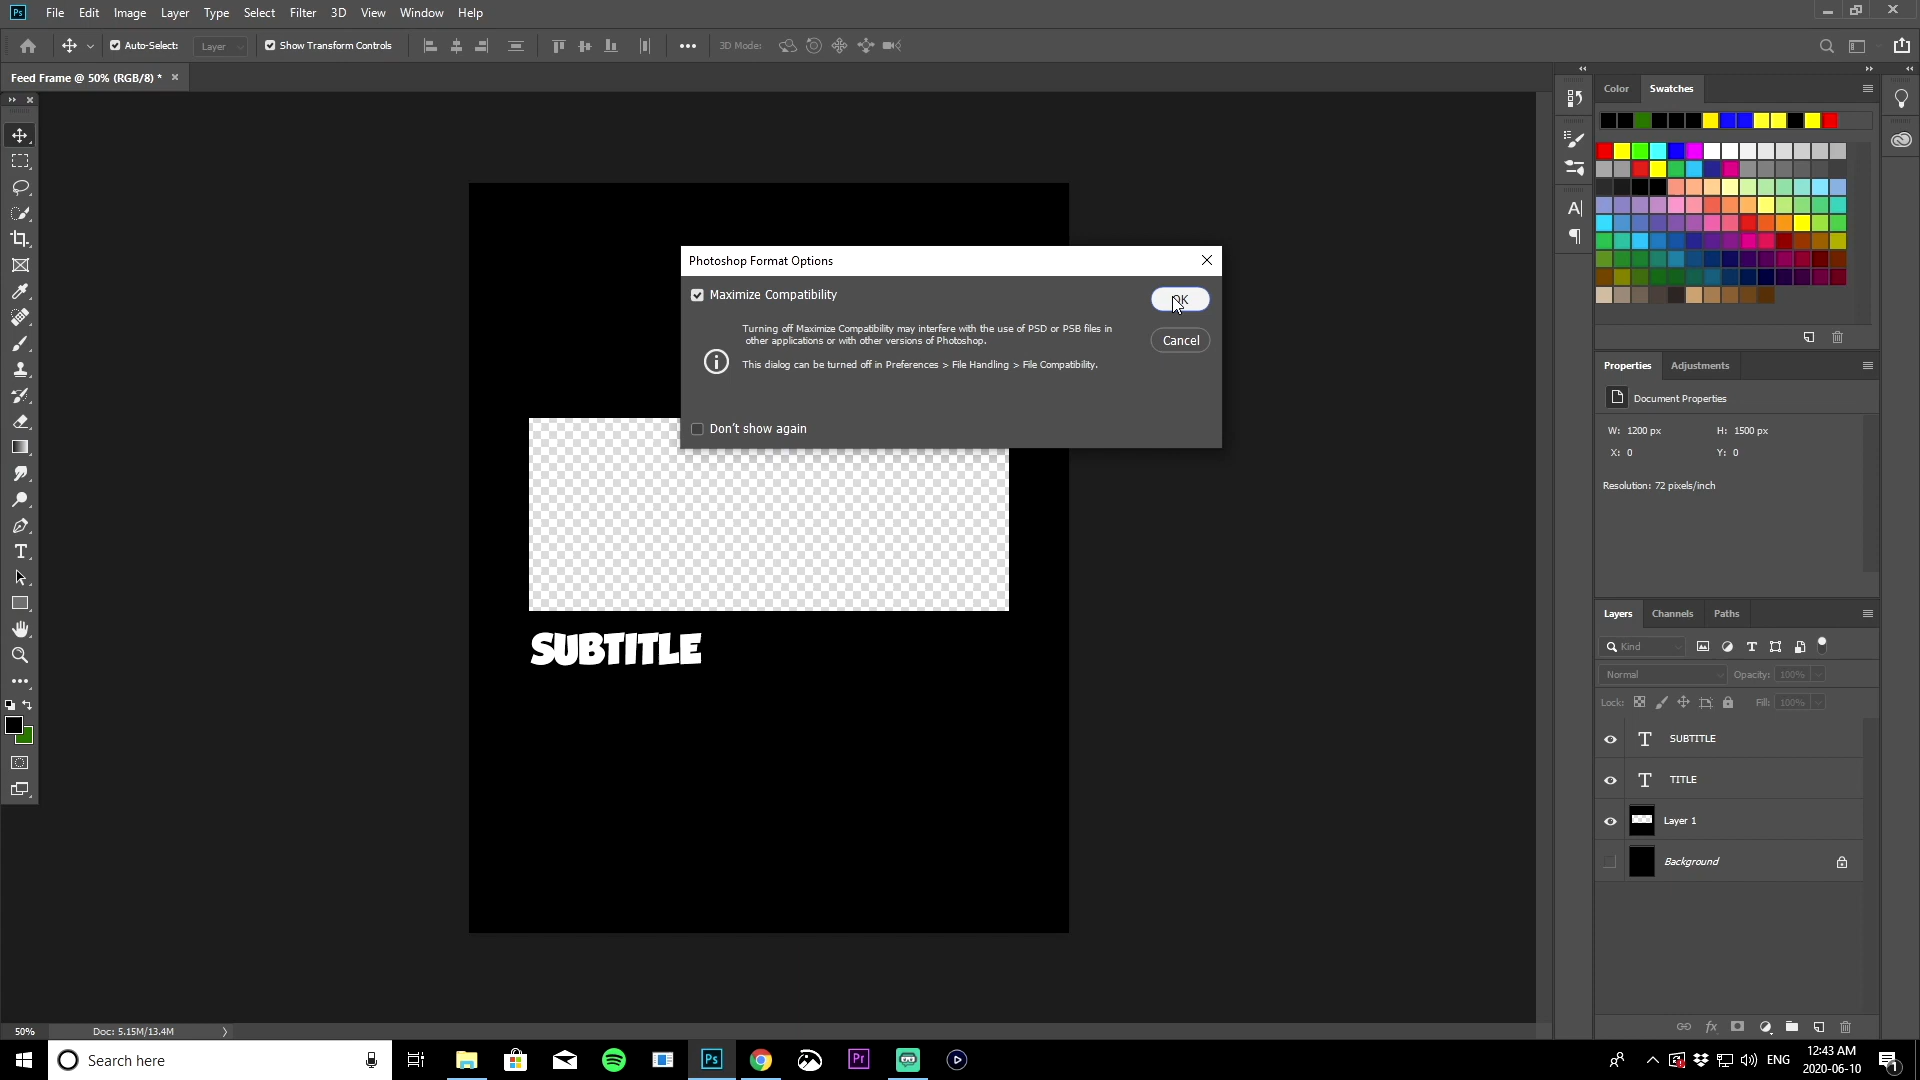 Ps File Edit Image Layer Type Select Filter 3D View Window Help
Auto-Select: Layer Show Transform Controls 3D Mode:
Feed Frame @ 50% (RGB/8) *
Color Swatches
Photoshop Format Options
Maximize Compatibility
OK
Turning off Maximize Compatibility may interfere with the use of PSD or PSB files in
other applications or with other versions of Photoshop.
Cancel
This dialog can be turned off in Preferences > File Handling > File Compatibility.
Don't show again
Properties Adjustments
Document Properties
W: 1200 px H: 1500 px
X: 0 Y: 0
Resolution: 72 pixels/inch
SUBTITLE
Layers Channels Paths
Kind
Normal Opacity: 100%
Lock: Fill: 100%
SUBTITLE
TITLE
Layer 1
Background
fx
50% Doc: 5.15M/13.4M
Search here
Ps
Pr
ENG
12:43 AM
2020-06-10
1